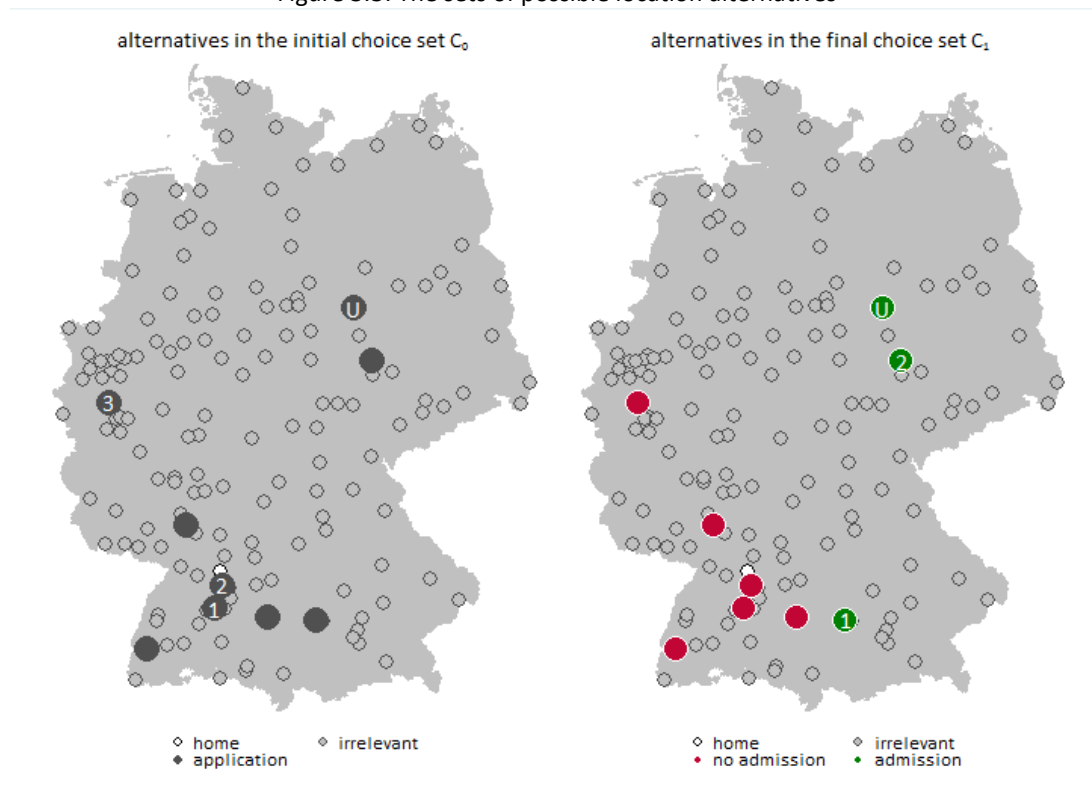 alternatives in the initial choice set C₀
alternatives in the final choice set C₁
U
3
2
1
U
2
1
home
irrelevant
application
home
irrelevant
no admission
admission